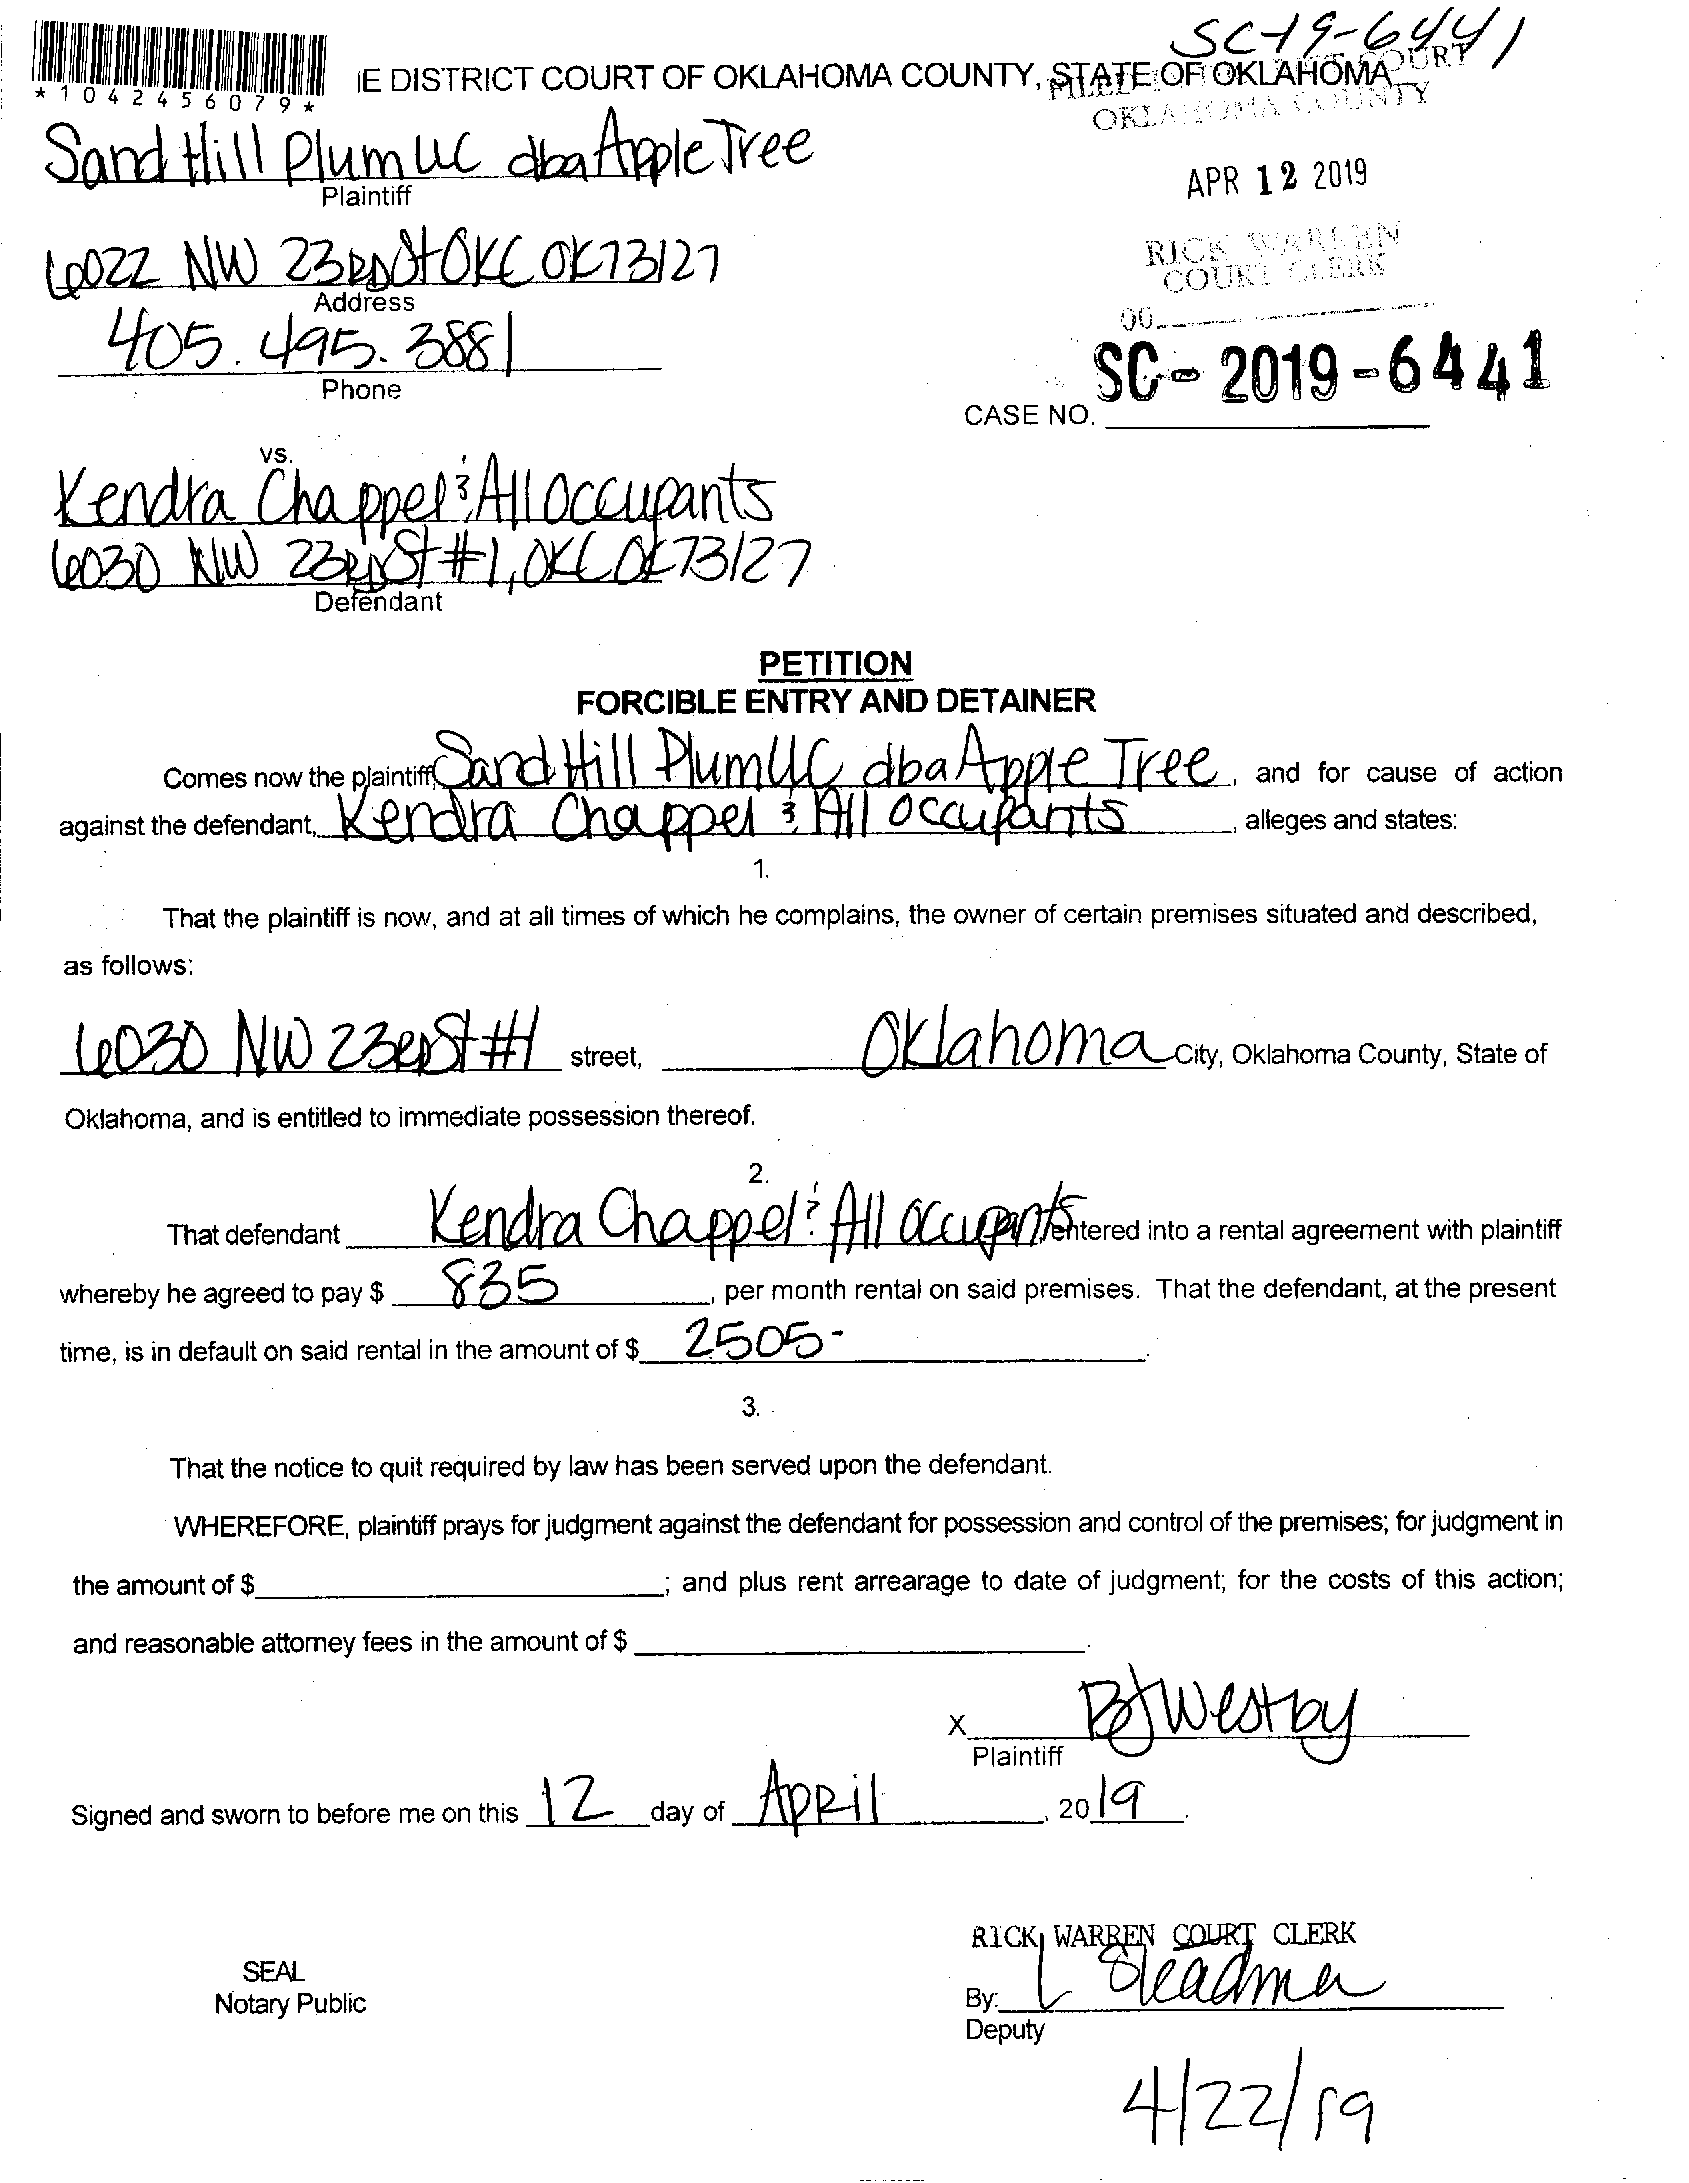 SC-19-6441
IE DISTRICT COURT OF OKLAHOMA COUNTY, STATE OF OKLAHOMA
*1042456079*
COURT
OKLAHOMA COUNTY
Sand Hill Plum LLC dba Apple Tree
Plaintiff
APR 12 2019
6022 NW 23RD St OKC OK 73127
Address
RICK WARREN
COURT CLERK
405.495.3881
Phone
SC-2019-6441
CASE NO.
vs.
Kendra Chappel & All Occupants
6030 NW 23RD St #1, OKC OK 73127
Defendant
PETITION
FORCIBLE ENTRY AND DETAINER
Comes now the plaintiff Sand Hill Plum LLC dba Apple Tree, and for cause of action
against the defendant, Kendra Chappel & All occupants, alleges and states:
1.
That the plaintiff is now, and at all times of which he complains, the owner of certain premises situated and described,
as follows:
6030 NW 23RD St #1 street, Oklahoma City, Oklahoma County, State of
Oklahoma, and is entitled to immediate possession thereof.
2.
That defendant Kendra Chappel & All occupants entered into a rental agreement with plaintiff
whereby he agreed to pay $ 835, per month rental on said premises. That the defendant, at the present
time, is in default on said rental in the amount of $ 2505-.
3.
That the notice to quit required by law has been served upon the defendant.
WHEREFORE, plaintiff prays for judgment against the defendant for possession and control of the premises; for judgment in
the amount of $ ; and plus rent arrearage to date of judgment; for the costs of this action;
and reasonable attorney fees in the amount of $ .
X BJ Westby
Plaintiff
Signed and sworn to before me on this 12 day of April, 2019.
RICK WARREN COURT CLERK
SEAL
Notary Public
By:
Deputy
4/22/19